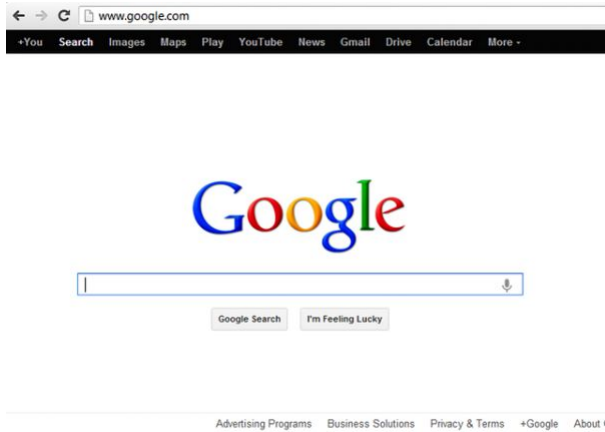 www.google.com
+You Search Images Maps Play YouTube News Gmail Drive Calendar More
Google
Google Search I'm Feeling Lucky
Advertising Programs Business Solutions Privacy & Terms +Google About